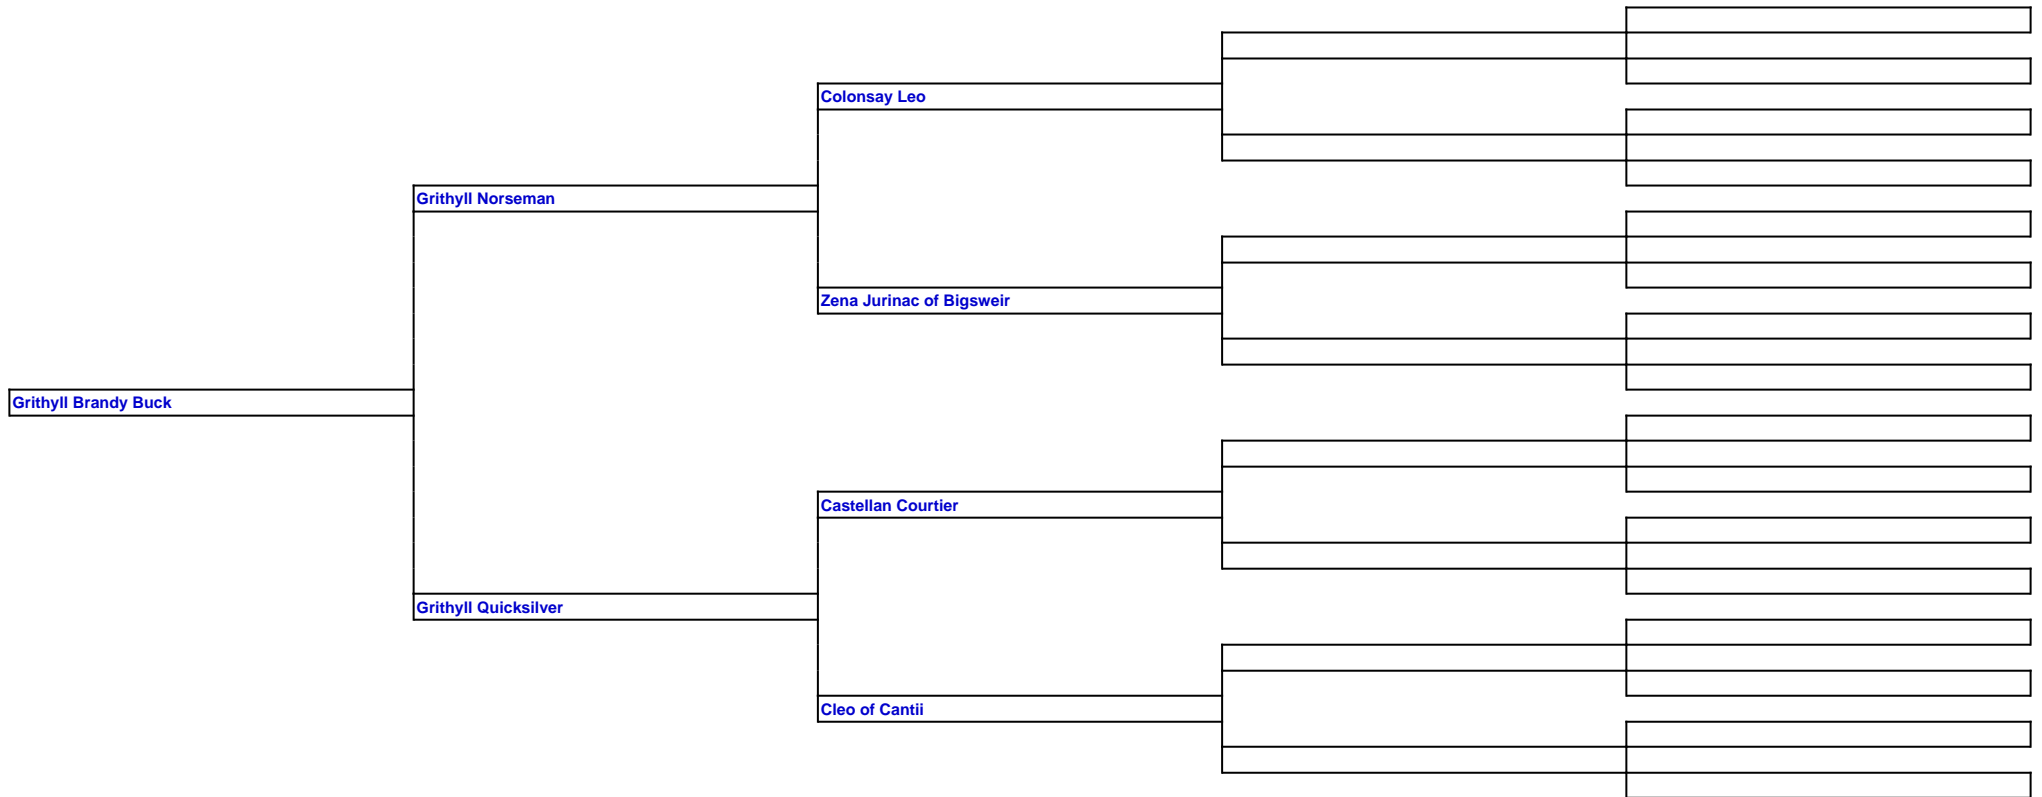 Colonsay Leo
Grithyll Norseman
Zena Jurinac of Bigsweir
Grithyll Brandy Buck
Castellan Courtier
Grithyll Quicksilver
Cleo of Cantii